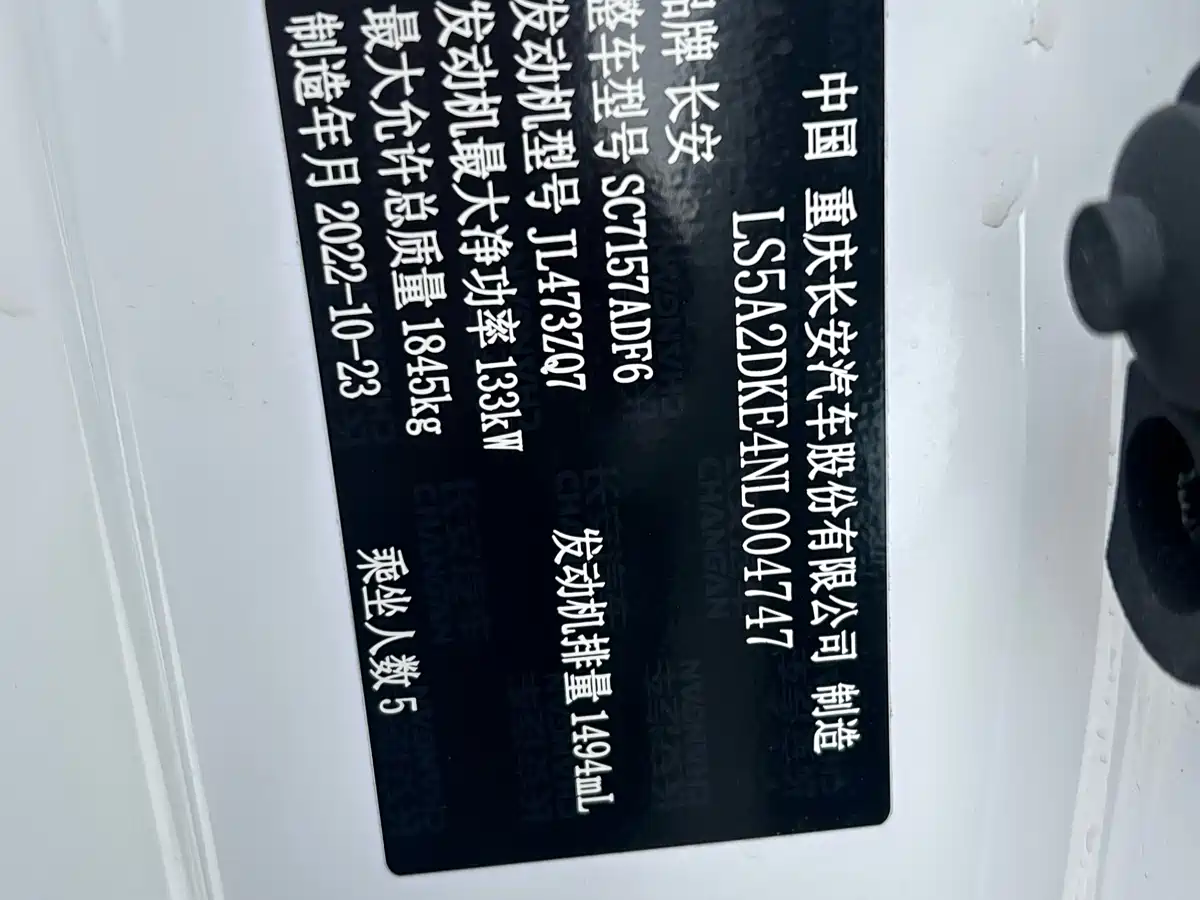 中国 重庆长安汽车股份有限公司 制造
LS5A2DKE4NL004747
品牌 长安
整车型号 SC7157ADF6
发动机型号 JL473ZQ7 发动机排量 1494mL
发动机最大净功率 133kW
最大允许总质量 1845kg 乘坐人数 5
制造年月 2022-10-23